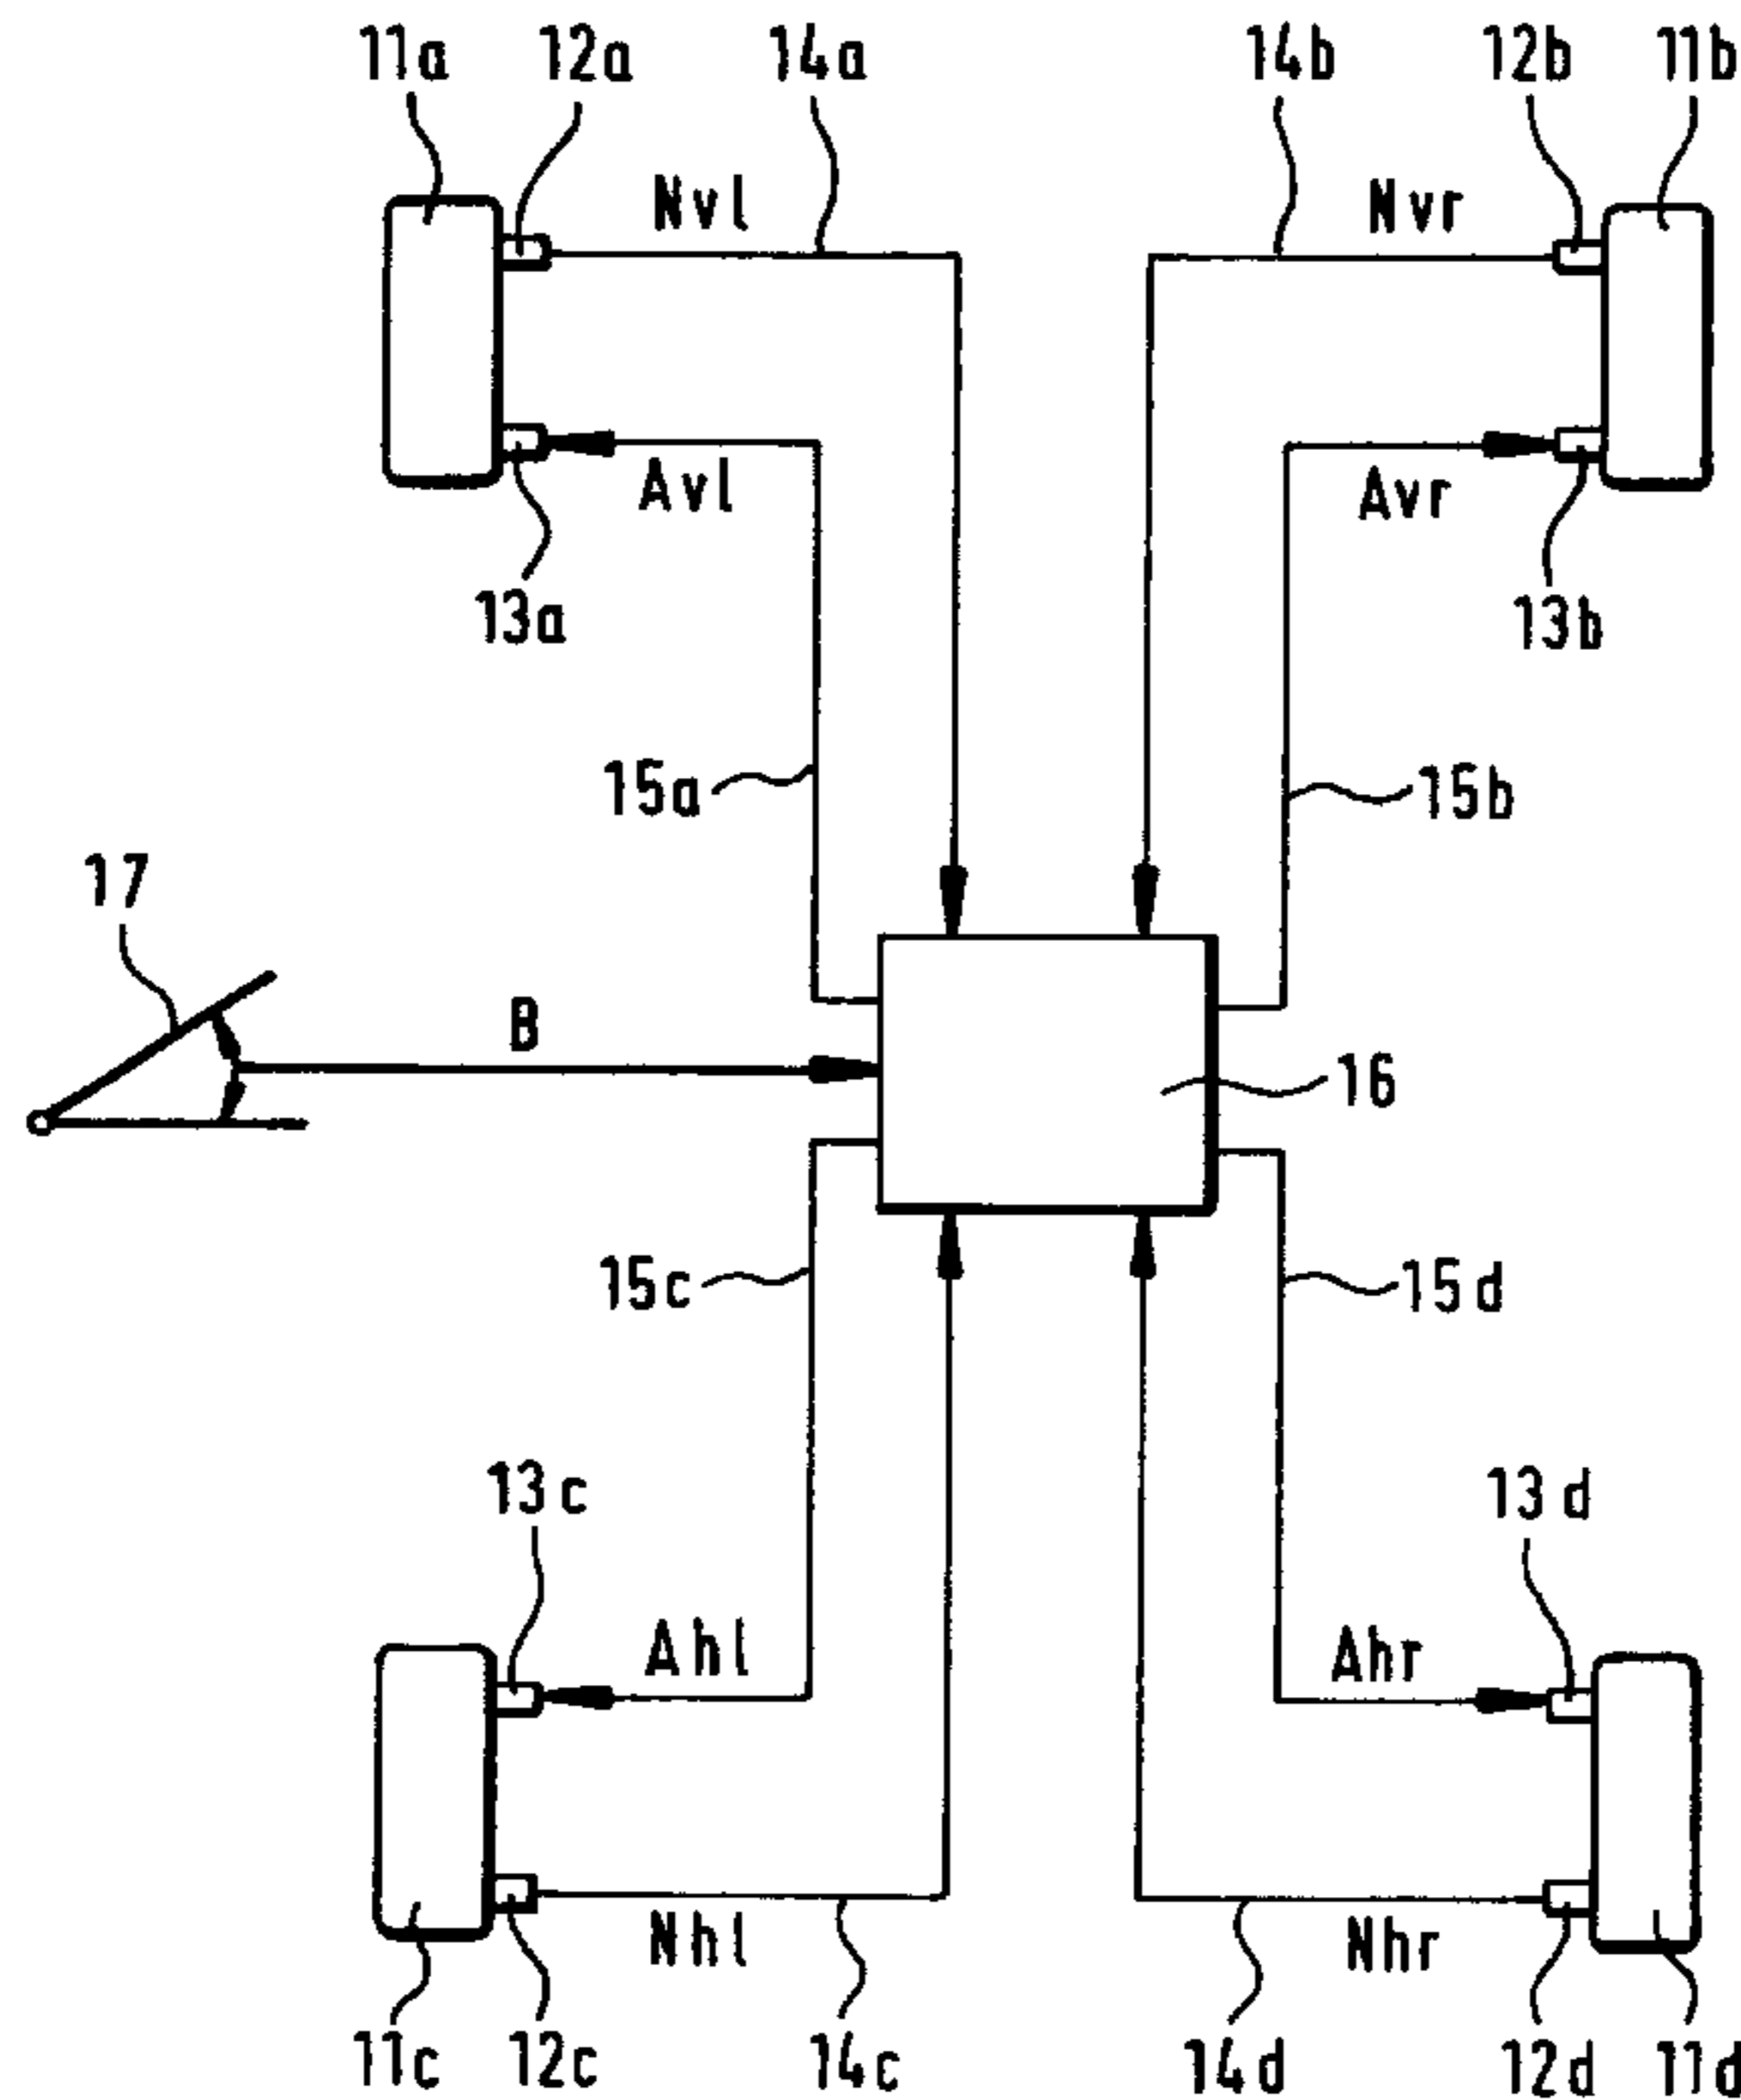 11a 12a 14a 14b 12b 11b
Nvl Nvr
Avl Avr
13a 13b
15a 15b
17
B
16
15c 15d
13c 13d
Ahl Ahr
Nhl Nhr
11c 12c 14c 14d 12d 11d